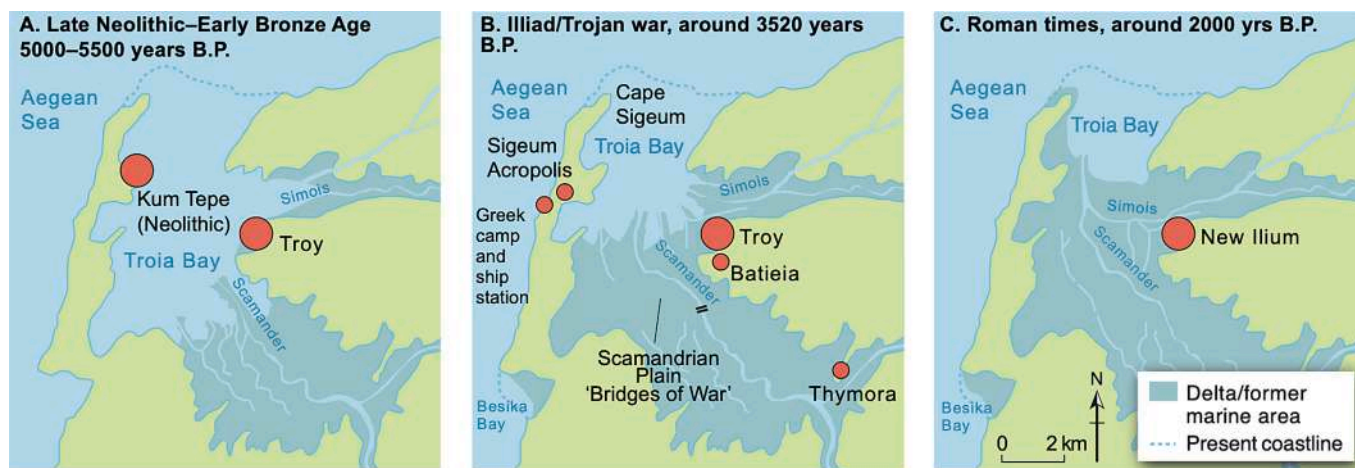 A. Late Neolithic–Early Bronze Age
5000–5500 years B.P.
Aegean
Sea
Kum Tepe
(Neolithic)
Simois
Troy
Troia Bay
Scamander
B. Illiad/Trojan war, around 3520 years
B.P.
Aegean
Sea
Cape
Sigeum
Troia Bay
Sigeum
Acropolis
Simois
Greek
camp
and
ship
station
Troy
Batieia
Scamander
Scamandrian
Plain
‘Bridges of War’
Thymora
Besika
Bay
C. Roman times, around 2000 yrs B.P.
Aegean
Sea
Troia Bay
Simois
New Ilium
Scamander
Besika
Bay
N
0 2 km
Delta/former
marine area
Present coastline